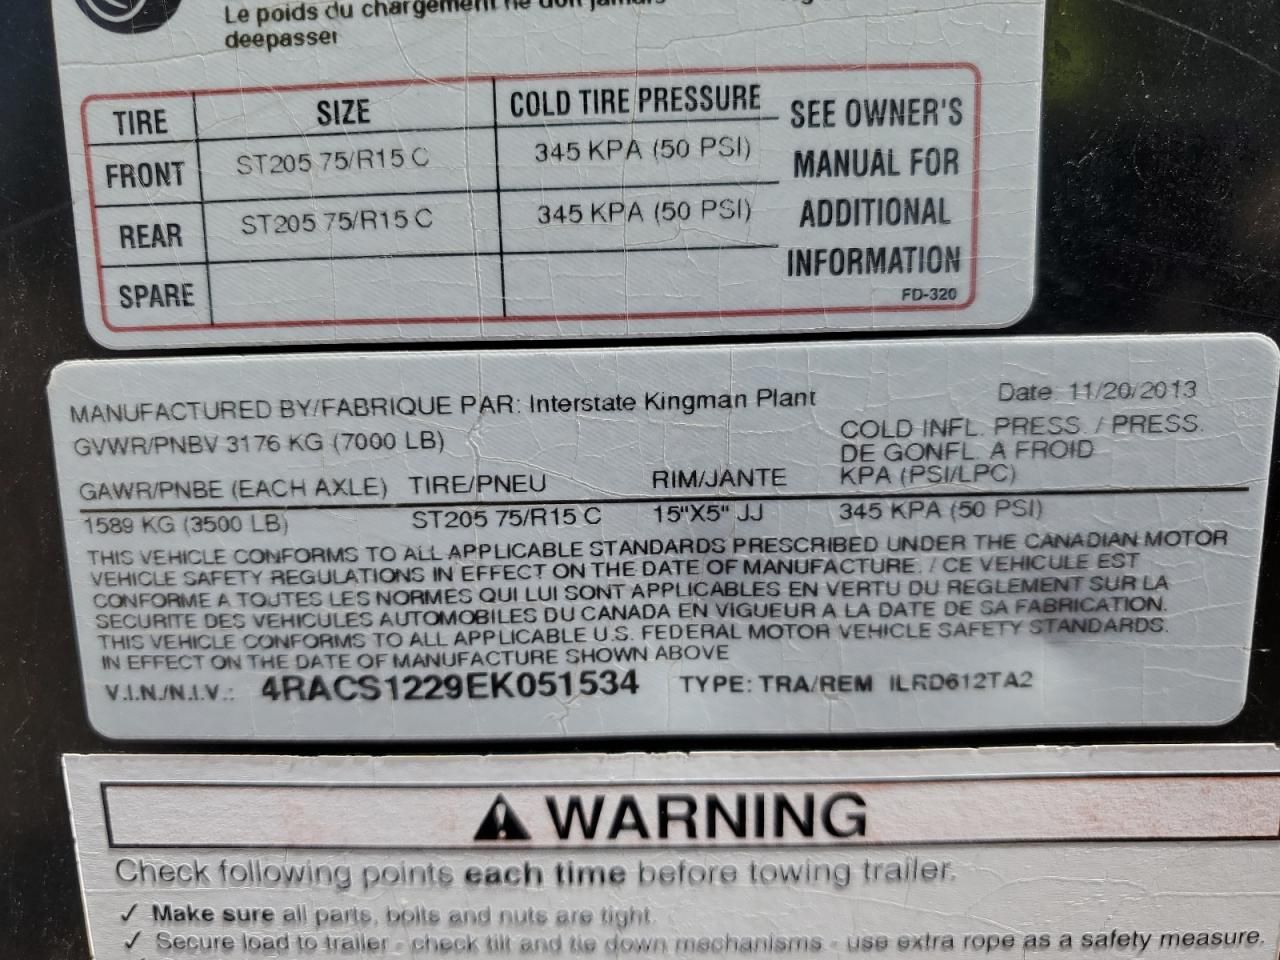 Le poids du chargement ne doit jamais
deepasser
TIRE SIZE COLD TIRE PRESSURE SEE OWNER'S
FRONT ST205 75/R15 C 345 KPA (50 PSI) MANUAL FOR
REAR ST205 75/R15 C 345 KPA (50 PSI) ADDITIONAL
SPARE INFORMATION
FD-320
MANUFACTURED BY/FABRIQUE PAR: Interstate Kingman Plant Date: 11/20/2013
GVWR/PNBV 3176 KG (7000 LB) COLD INFL. PRESS. / PRESS.
DE GONFL. A FROID
GAWR/PNBE (EACH AXLE) TIRE/PNEU RIM/JANTE KPA (PSI/LPC)
1589 KG (3500 LB) ST205 75/R15 C 15"X5" JJ 345 KPA (50 PSI)
THIS VEHICLE CONFORMS TO ALL APPLICABLE STANDARDS PRESCRIBED UNDER THE CANADIAN MOTOR
VEHICLE SAFETY REGULATIONS IN EFFECT ON THE DATE OF MANUFACTURE. / CE VEHICULE EST
CONFORME A TOUTES LES NORMES QUI LUI SONT APPLICABLES EN VERTU DU REGLEMENT SUR LA
SECURITE DES VEHICULES AUTOMOBILES DU CANADA EN VIGUEUR A LA DATE DE SA FABRICATION.
THIS VEHICLE CONFORMS TO ALL APPLICABLE U.S. FEDERAL MOTOR VEHICLE SAFETY STANDARDS.
IN EFFECT ON THE DATE OF MANUFACTURE SHOWN ABOVE
V.I.N./N.I.V.: 4RACS1229EK051534 TYPE: TRA/REM ILRD612TA2
WARNING
Check following points each time before towing trailer.
✓ Make sure all parts, bolts and nuts are tight.
✓ Secure load to trailer - check tilt and tie down mechanisms - use extra rope as a safety measure.